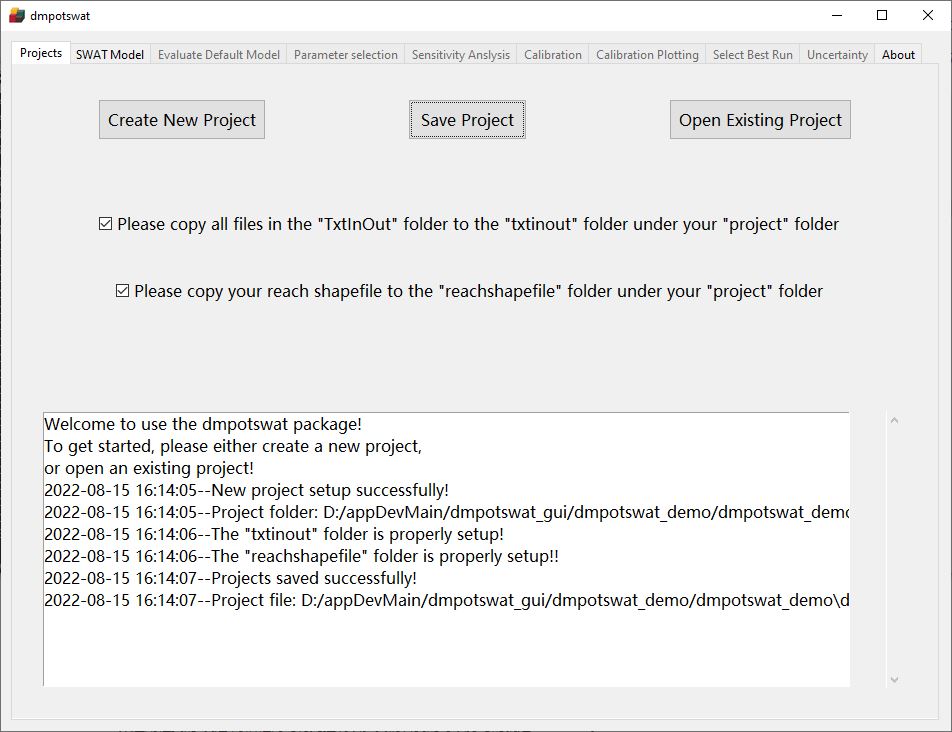 dmpotswat
Projects SWAT Model Evaluate Default Model Parameter selection Sensitivity Anslysis Calibration Calibration Plotting Select Best Run Uncertainty About
Create New Project Save Project Open Existing Project
Please copy all files in the "TxtInOut" folder to the "txtinout" folder under your "project" folder
Please copy your reach shapefile to the "reachshapefile" folder under your "project" folder
Welcome to use the dmpotswat package!
To get started, please either create a new project,
or open an existing project!
2022-08-15 16:14:05--New project setup successfully!
2022-08-15 16:14:05--Project folder: D:/appDevMain/dmpotswat_gui/dmpotswat_demo/dmpotswat_demo
2022-08-15 16:14:06--The "txtinout" folder is properly setup!
2022-08-15 16:14:06--The "reachshapefile" folder is properly setup!!
2022-08-15 16:14:07--Projects saved successfully!
2022-08-15 16:14:07--Project file: D:/appDevMain/dmpotswat_gui/dmpotswat_demo/dmpotswat_demo\d